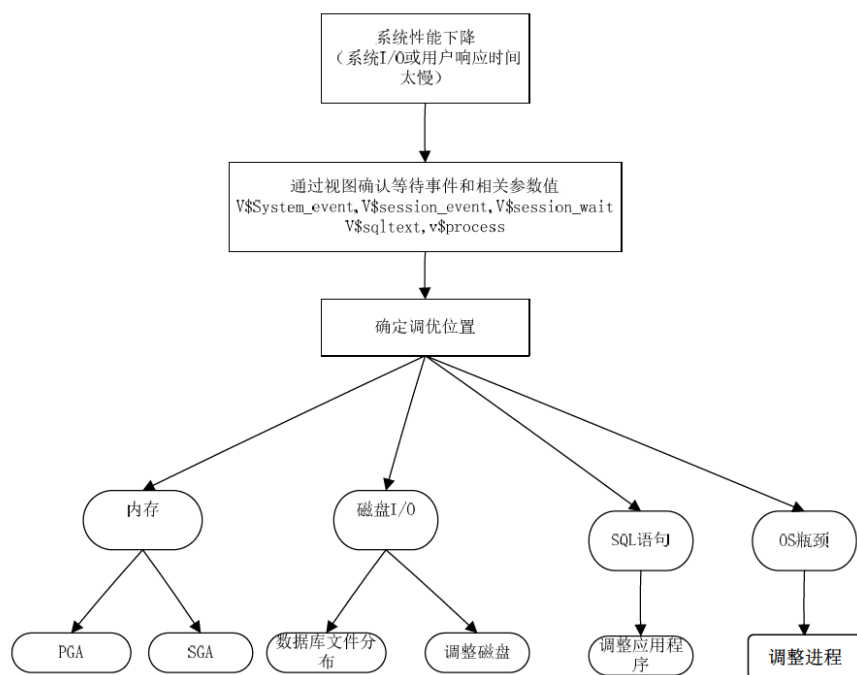 系统性能下降
（系统I/O或用户响应时间
太慢）
通过视图确认等待事件和相关参数值
V$System_event,V$session_event,V$session_wait
V$sqltext,v$process
确定调优位置
内存
磁盘I/O
SQL语句
OS瓶颈
PGA
SGA
数据库文件分
布
调整磁盘
调整应用程
序
调整进程